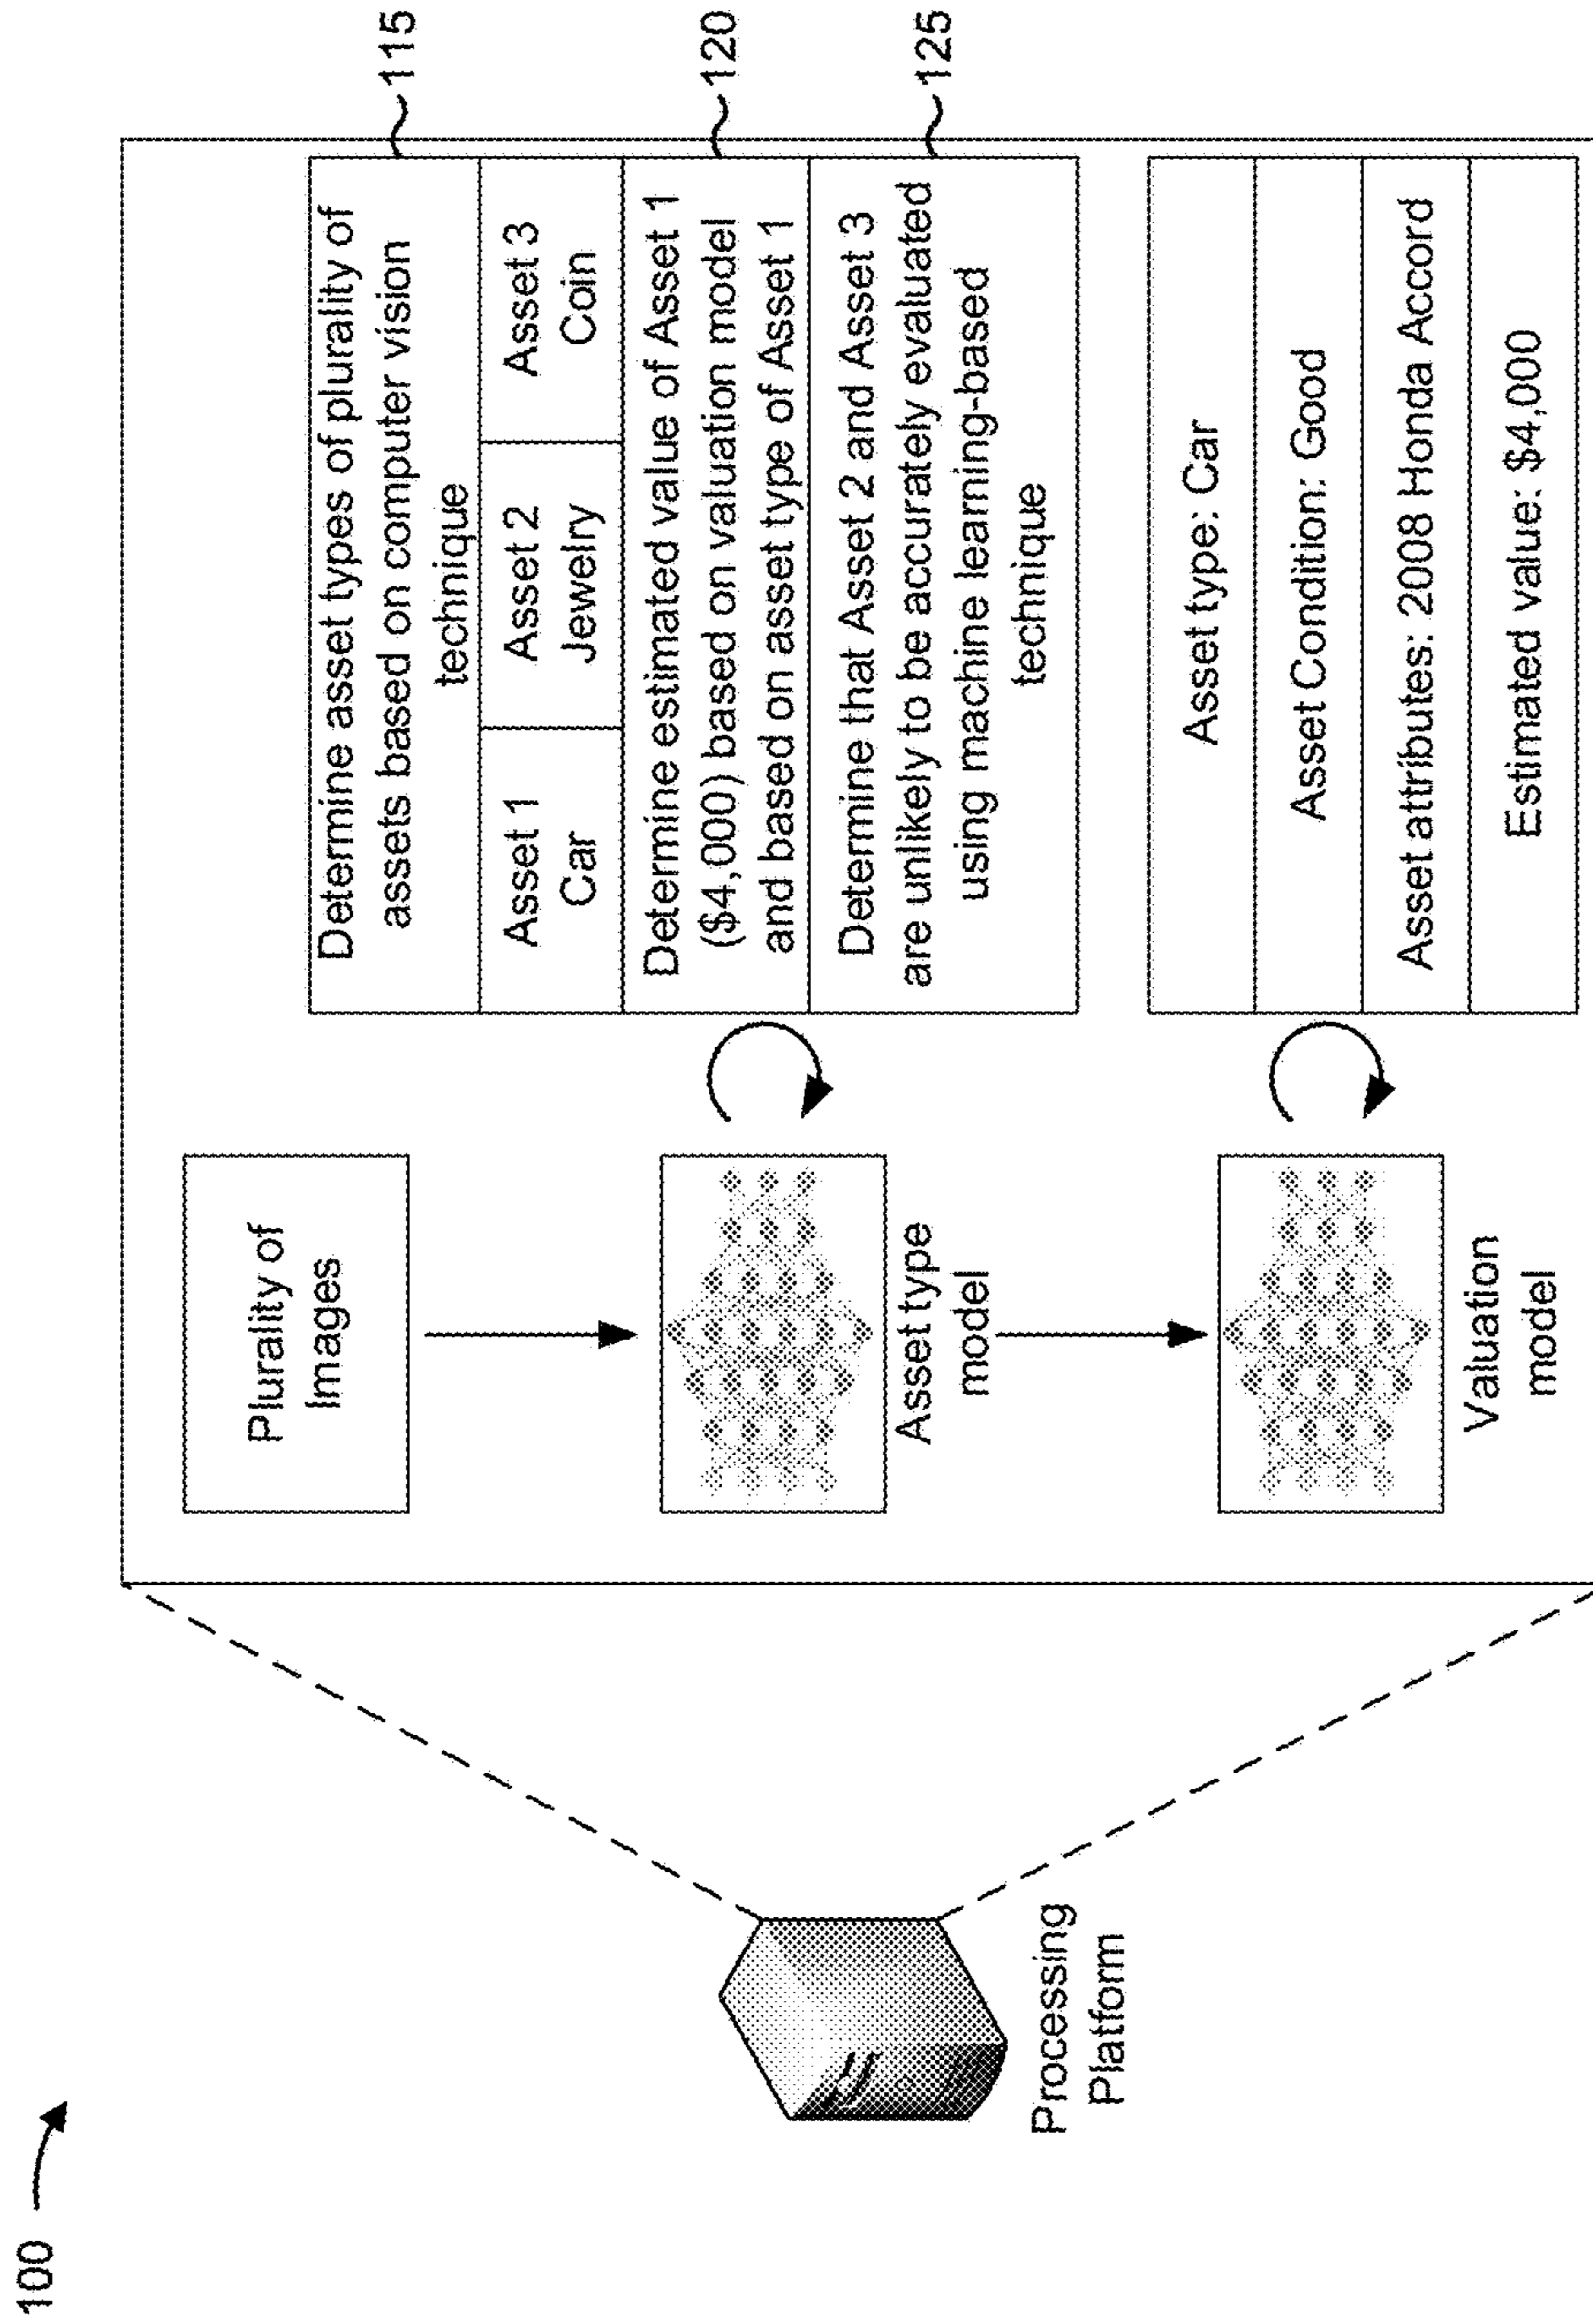 100
Processing
Platform
Plurality of
Images
Asset type
model
Valuation
model
Determine asset types of plurality of
assets based on computer vision
technique
115
Asset 1
Car
Asset 2
Jewelry
Asset 3
Coin
Determine estimated value of Asset 1
($4,000) based on valuation model
and based on asset type of Asset 1
120
Determine that Asset 2 and Asset 3
are unlikely to be accurately evaluated
using machine learning-based
technique
125
Asset type: Car
Asset Condition: Good
Asset attributes: 2008 Honda Accord
Estimated value: $4,000